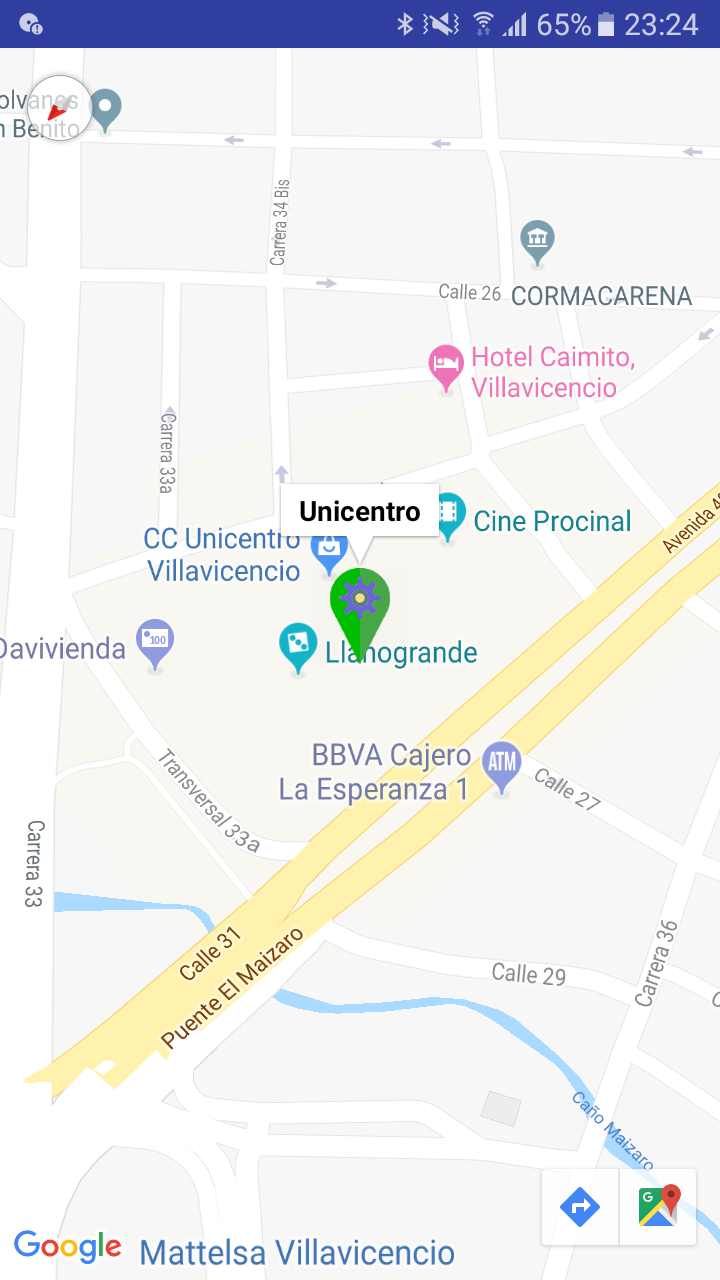 65% 23:24
olvanes
n Benito
Carrera 34 Bis
Calle 26
CORMACARENA
Hotel Caimito,
Villavicencio
Carrera 33a
Unicentro
Cine Procinal
Avenida 40
CC Unicentro
Villavicencio
100
Davivienda
Llanogrande
BBVA Cajero
La Esperanza 1
ATM
Calle 27
Transversal 33a
Carrera 33
Calle 31
Puente El Maizaro
Calle 29
Carrera 36
C
Caño Maizaro
G
Google
Mattelsa Villavicencio